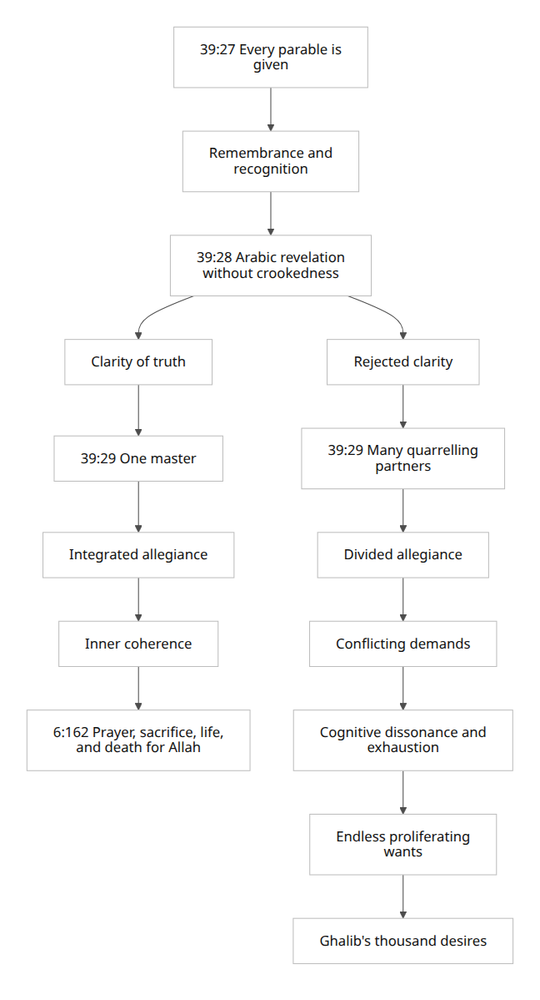 39:27 Every parable is
given
Remembrance and
recognition
39:28 Arabic revelation
without crookedness
Clarity of truth
Rejected clarity
39:29 One master
39:29 Many quarrelling
partners
Integrated allegiance
Divided allegiance
Inner coherence
Conflicting demands
6:162 Prayer, sacrifice, life,
and death for Allah
Cognitive dissonance and
exhaustion
Endless proliferating
wants
Ghalib's thousand desires